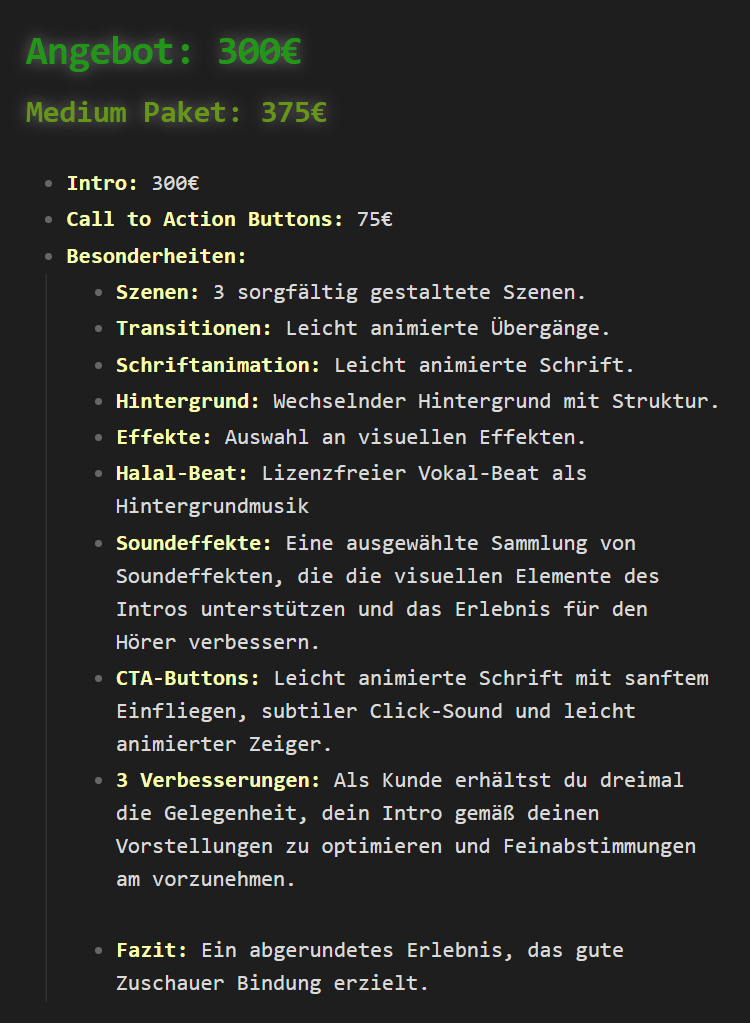 Angebot: 300€
Medium Paket: 375€
Intro: 300€
Call to Action Buttons: 75€
Besonderheiten:
Szenen: 3 sorgfältig gestaltete Szenen.
Transitionen: Leicht animierte Übergänge.
Schriftanimation: Leicht animierte Schrift.
Hintergrund: Wechselnder Hintergrund mit Struktur.
Effekte: Auswahl an visuellen Effekten.
Halal-Beat: Lizenzfreier Vokal-Beat als
Hintergrundmusik
Soundeffekte: Eine ausgewählte Sammlung von
Soundeffekten, die die visuellen Elemente des
Intros unterstützen und das Erlebnis für den
Hörer verbessern.
CTA-Buttons: Leicht animierte Schrift mit sanftem
Einfliegen, subtiler Click-Sound und leicht
animierter Zeiger.
3 Verbesserungen: Als Kunde erhältst du dreimal
die Gelegenheit, dein Intro gemäß deinen
Vorstellungen zu optimieren und Feinabstimmungen
am vorzunehmen.
Fazit: Ein abgerundetes Erlebnis, das gute
Zuschauer Bindung erzielt.